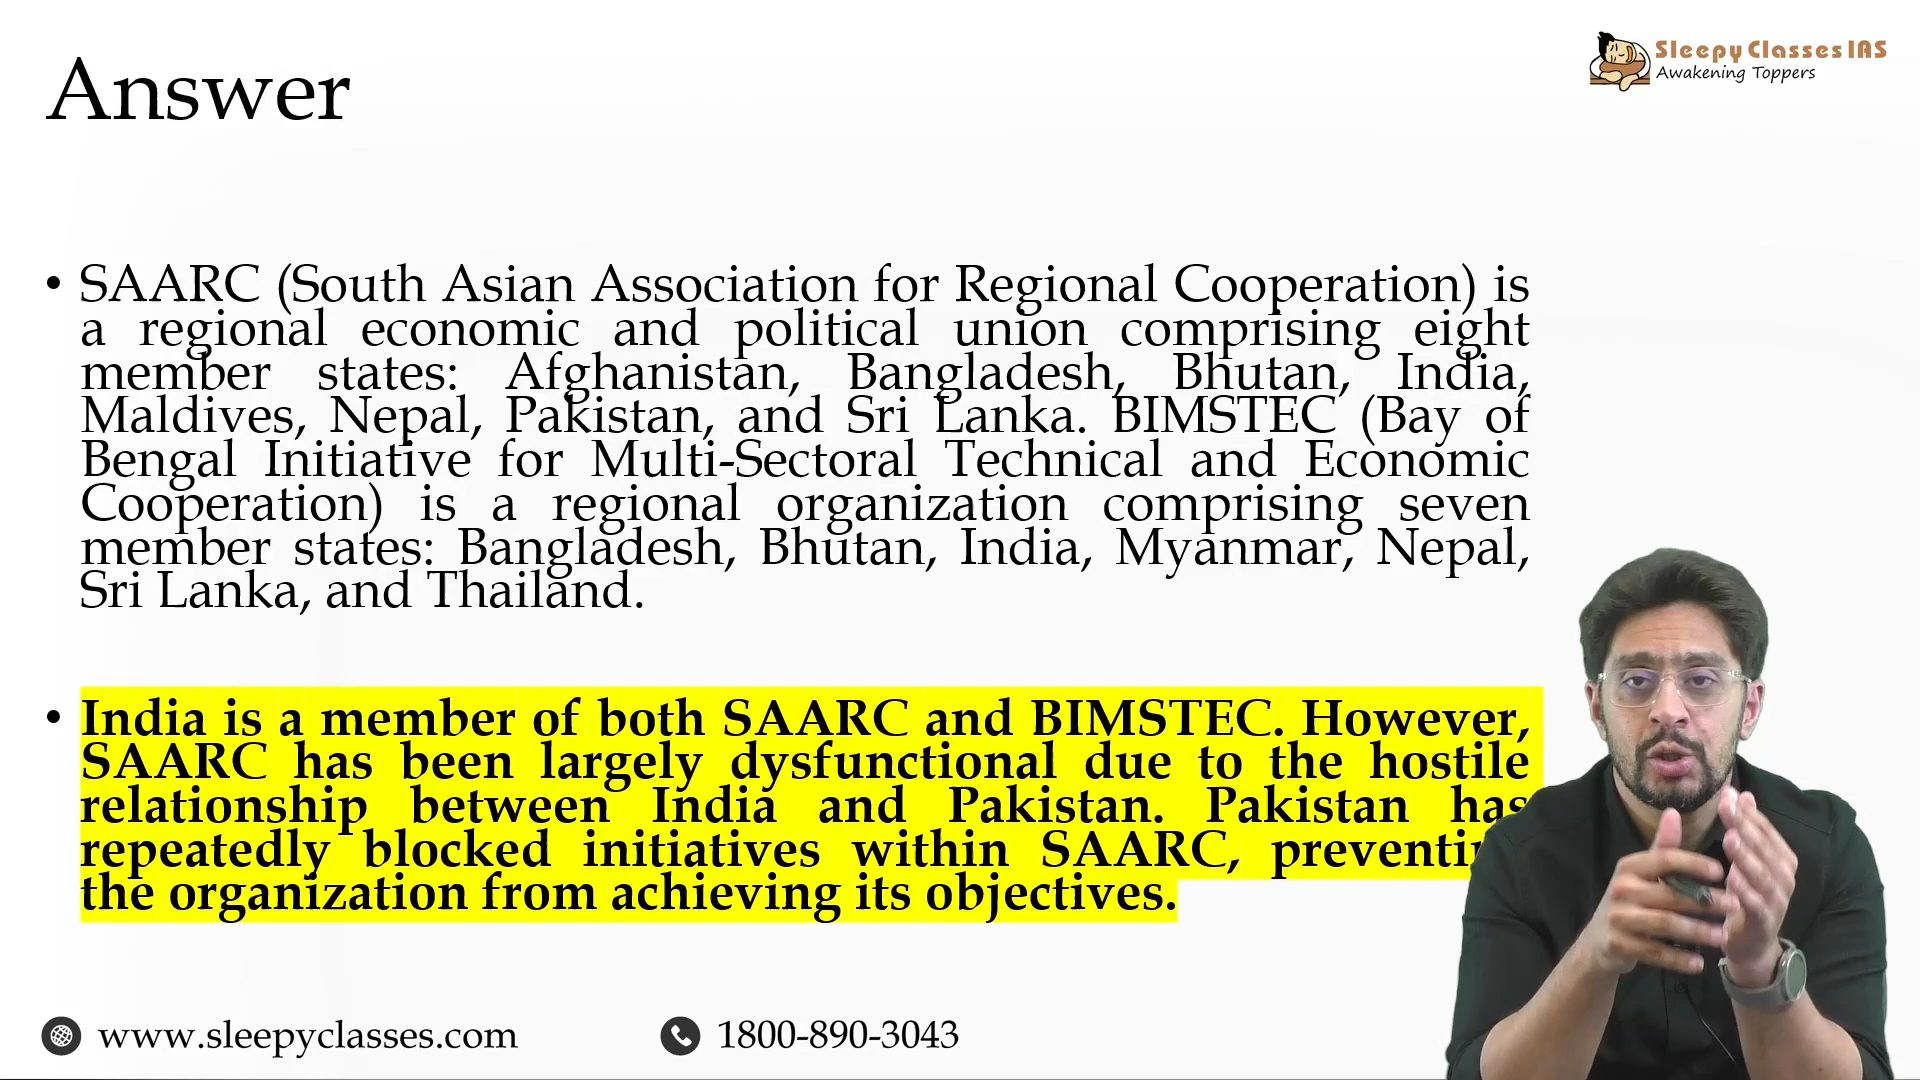 Answer
Sleepy Classes IAS
Awakening Toppers
• SAARC (South Asian Association for Regional Cooperation) is
a regional economic and political union comprising eight
member states: Afghanistan, Bangladesh, Bhutan, India,
Maldives, Nepal, Pakistan, and Sri Lanka. BIMSTEC (Bay of
Bengal Initiative for Multi-Sectoral Technical and Economic
Cooperation) is a regional organization comprising seven
member states: Bangladesh, Bhutan, India, Myanmar, Nepal,
Sri Lanka, and Thailand.
• India is a member of both SAARC and BIMSTEC. However,
SAARC has been largely dysfunctional due to the hostile
relationship between India and Pakistan. Pakistan has
repeatedly blocked initiatives within SAARC,
the organization from achieving its objectives.
www.sleepyclasses.com
1800-890-3043